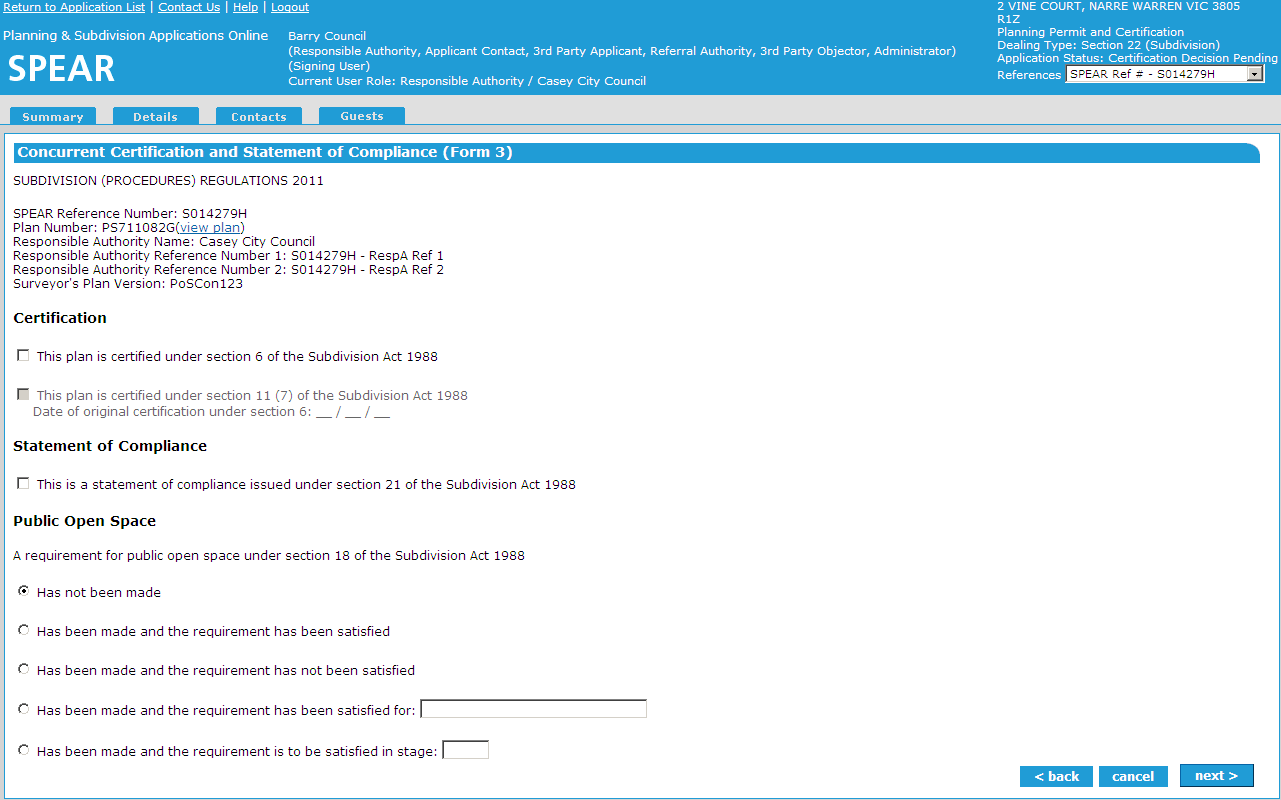 Return to Application List | Contact Us | Help | Logout
Planning & Subdivision Applications Online
SPEAR
Barry Council
(Responsible Authority, Applicant Contact, 3rd Party Applicant, Referral Authority, 3rd Party Objector, Administrator)
(Signing User)
Current User Role: Responsible Authority / Casey City Council
2 VINE COURT, NARRE WARREN VIC 3805
R1Z
Planning Permit and Certification
Dealing Type: Section 22 (Subdivision)
Application Status: Certification Decision Pending
References SPEAR Ref # - S014279H
Summary Details Contacts Guests
Concurrent Certification and Statement of Compliance (Form 3)
SUBDIVISION (PROCEDURES) REGULATIONS 2011
SPEAR Reference Number: S014279H
Plan Number: PS711082G(view plan)
Responsible Authority Name: Casey City Council
Responsible Authority Reference Number 1: S014279H - RespA Ref 1
Responsible Authority Reference Number 2: S014279H - RespA Ref 2
Surveyor's Plan Version: PoSCon123
Certification
This plan is certified under section 6 of the Subdivision Act 1988
This plan is certified under section 11 (7) of the Subdivision Act 1988
Date of original certification under section 6: __ / __ / __
Statement of Compliance
This is a statement of compliance issued under section 21 of the Subdivision Act 1988
Public Open Space
A requirement for public open space under section 18 of the Subdivision Act 1988
Has not been made
Has been made and the requirement has been satisfied
Has been made and the requirement has not been satisfied
Has been made and the requirement has been satisfied for:
Has been made and the requirement is to be satisfied in stage:
< back cancel next >